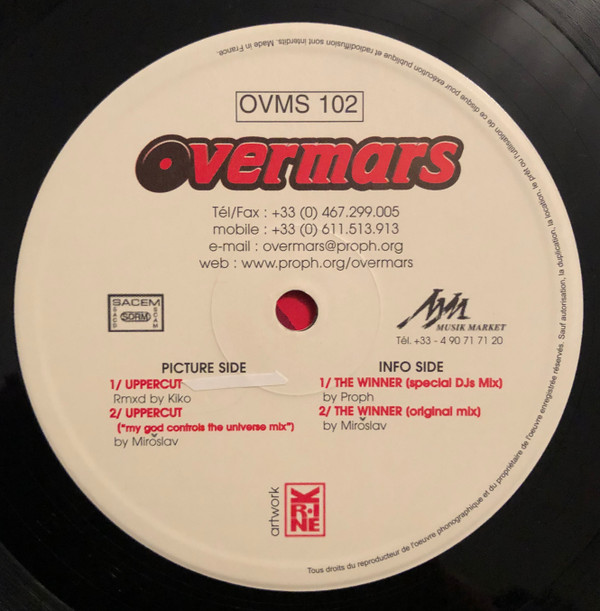 OVMS 102
overmars
Tél/Fax : +33 (0) 467.299.005
mobile : +33 (0) 611.513.913
e-mail : overmars@proph.org
web : www.proph.org/overmars
SACEM
SACD
SDRM
SCAM
MUSIK MARKET
Tél. +33 - 4 90 71 71 20
PICTURE SIDE
1/ UPPERCUT
Rmxd by Kiko
2/ UPPERCUT
("my god controls the universe mix")
by Miroslav
INFO SIDE
1/ THE WINNER (special DJs Mix)
by Proph
2/ THE WINNER (original mix)
by Miroslav
artwork
KR-INE
Tous droits du reproducteur de l'oeuvre phonographique et du propriétaire de l'oeuvre enregistrée réservés. Sauf autorisation, la duplication, la location, le prêt ou l'utilisation de ce disque pour exécution publique et radiodiffusion sont interdits. Made in France.